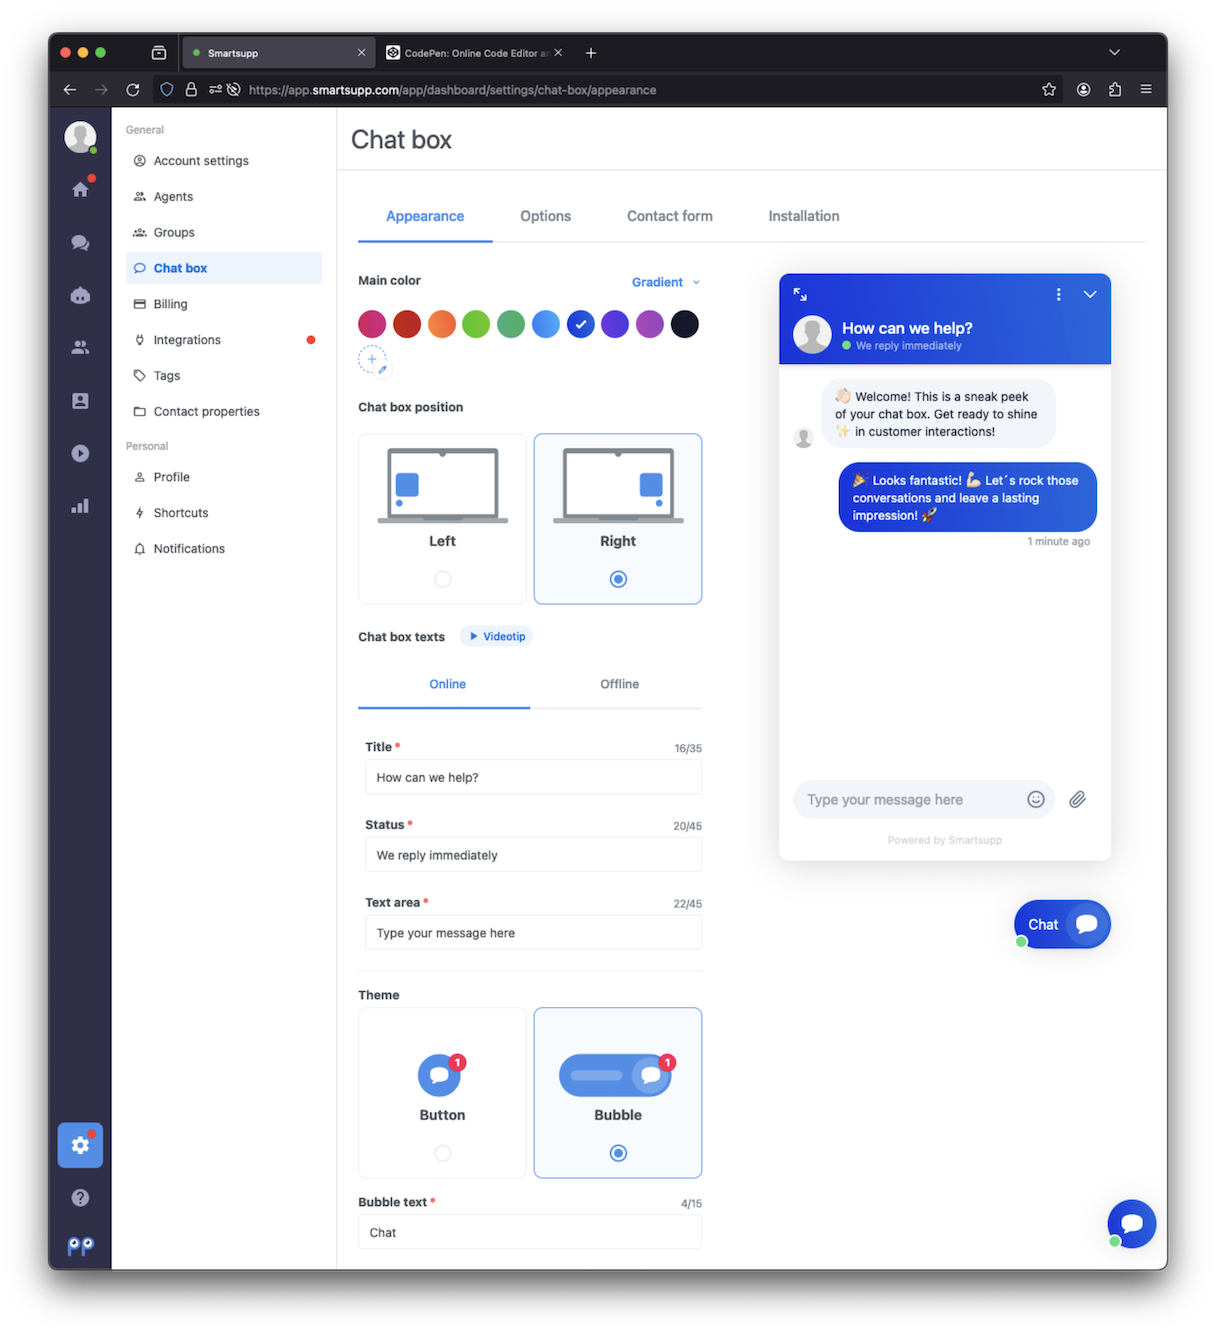 Smartsupp
CodePen: Online Code Editor a
https://app.smartsupp.com/app/dashboard/settings/chat-box/appearance
General
Account settings
Agents
Groups
Chat box
Billing
Integrations
Tags
Contact properties
Personal
Profile
Shortcuts
Notifications
Chat box
Appearance
Options
Contact form
Installation
Main color
Gradient
Chat box position
Left
Right
Chat box texts
Videotip
Online
Offline
Title *
16/35
How can we help?
Status *
20/45
We reply immediately
Text area *
22/45
Type your message here
Theme
1
Button
1
Bubble
Bubble text *
4/15
Chat
How can we help?
We reply immediately
👋🏻 Welcome! This is a sneak peek
of your chat box. Get ready to shine
✨ in customer interactions!
🎉 Looks fantastic! 💪🏻 Let´s rock those
conversations and leave a lasting
impression! 🚀
1 minute ago
Type your message here
Powered by Smartsupp
Chat